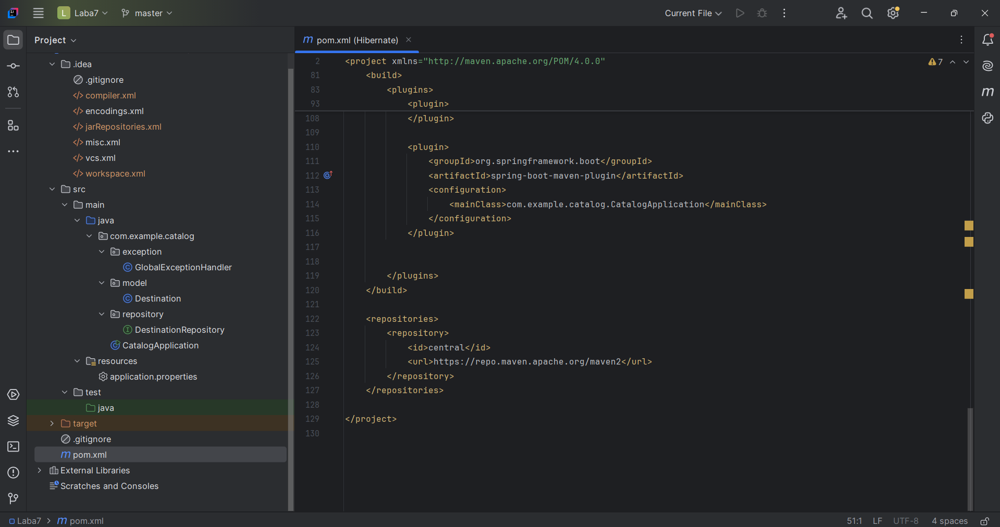 L Laba7 master Current File
Project
pom.xml (Hibernate)
.idea
.gitignore
compiler.xml
encodings.xml
jarRepositories.xml
misc.xml
vcs.xml
workspace.xml
src
main
java
com.example.catalog
exception
GlobalExceptionHandler
model
Destination
repository
DestinationRepository
CatalogApplication
resources
application.properties
test
java
target
.gitignore
pom.xml
External Libraries
Scratches and Consoles
2 <project xmlns="http://maven.apache.org/POM/4.0.0" 7
81 <build>
83 <plugins>
93 <plugin>
108 </plugin>
109
110 <plugin>
111 <groupId>org.springframework.boot</groupId>
112 <artifactId>spring-boot-maven-plugin</artifactId>
113 <configuration>
114 <mainClass>com.example.catalog.CatalogApplication</mainClass>
115 </configuration>
116 </plugin>
117
118
119 </plugins>
120 </build>
121
122 <repositories>
123 <repository>
124 <id>central</id>
125 <url>https://repo.maven.apache.org/maven2</url>
126 </repository>
127 </repositories>
128
129 </project>
130
Laba7 > m pom.xml 51:1 LF UTF-8 4 spaces